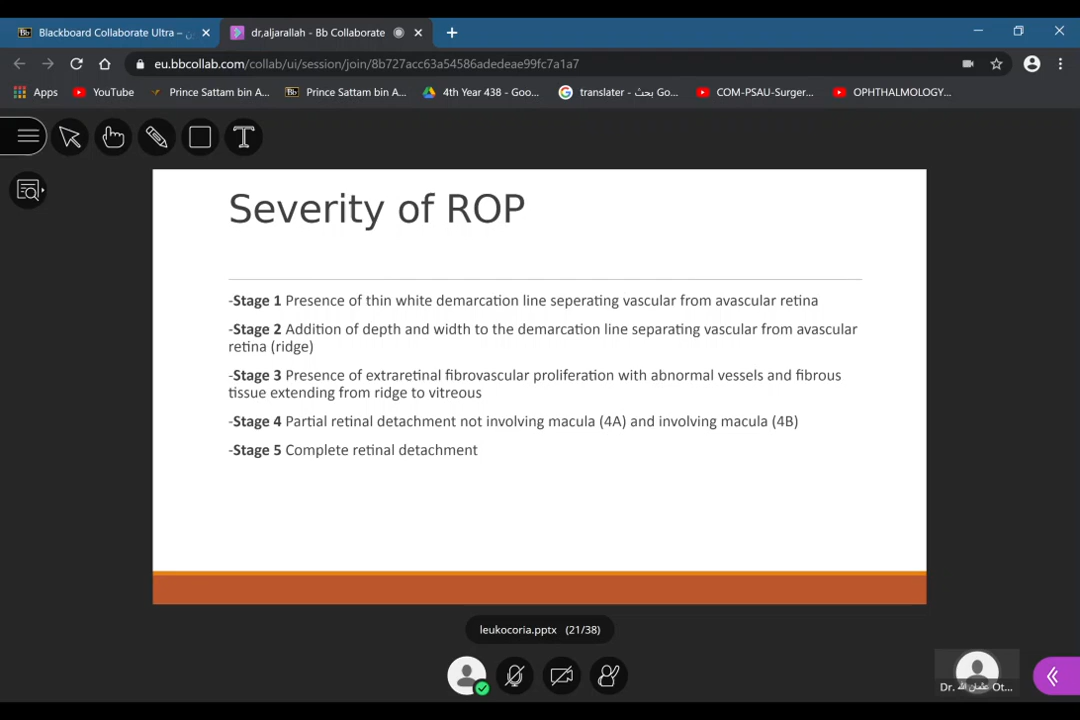 Blackboard Collaborate Ultra –
dr,aljarallah - Bb Collaborate
eu.bbcollab.com/collab/ui/session/join/8b727acc63a54586adedeae99fc7a1a7
Apps
YouTube
Prince Sattam bin A...
Prince Sattam bin A...
4th Year 438 - Goo...
translater - بحث Go...
COM-PSAU-Surger...
OPHTHALMOLOGY...
Severity of ROP
-Stage 1 Presence of thin white demarcation line seperating vascular from avascular retina
-Stage 2 Addition of depth and width to the demarcation line separating vascular from avascular
retina (ridge)
-Stage 3 Presence of extraretinal fibrovascular proliferation with abnormal vessels and fibrous
tissue extending from ridge to vitreous
-Stage 4 Partial retinal detachment not involving macula (4A) and involving macula (4B)
-Stage 5 Complete retinal detachment
leukocoria.pptx (21/38)
Dr. عثمان الله Ot...